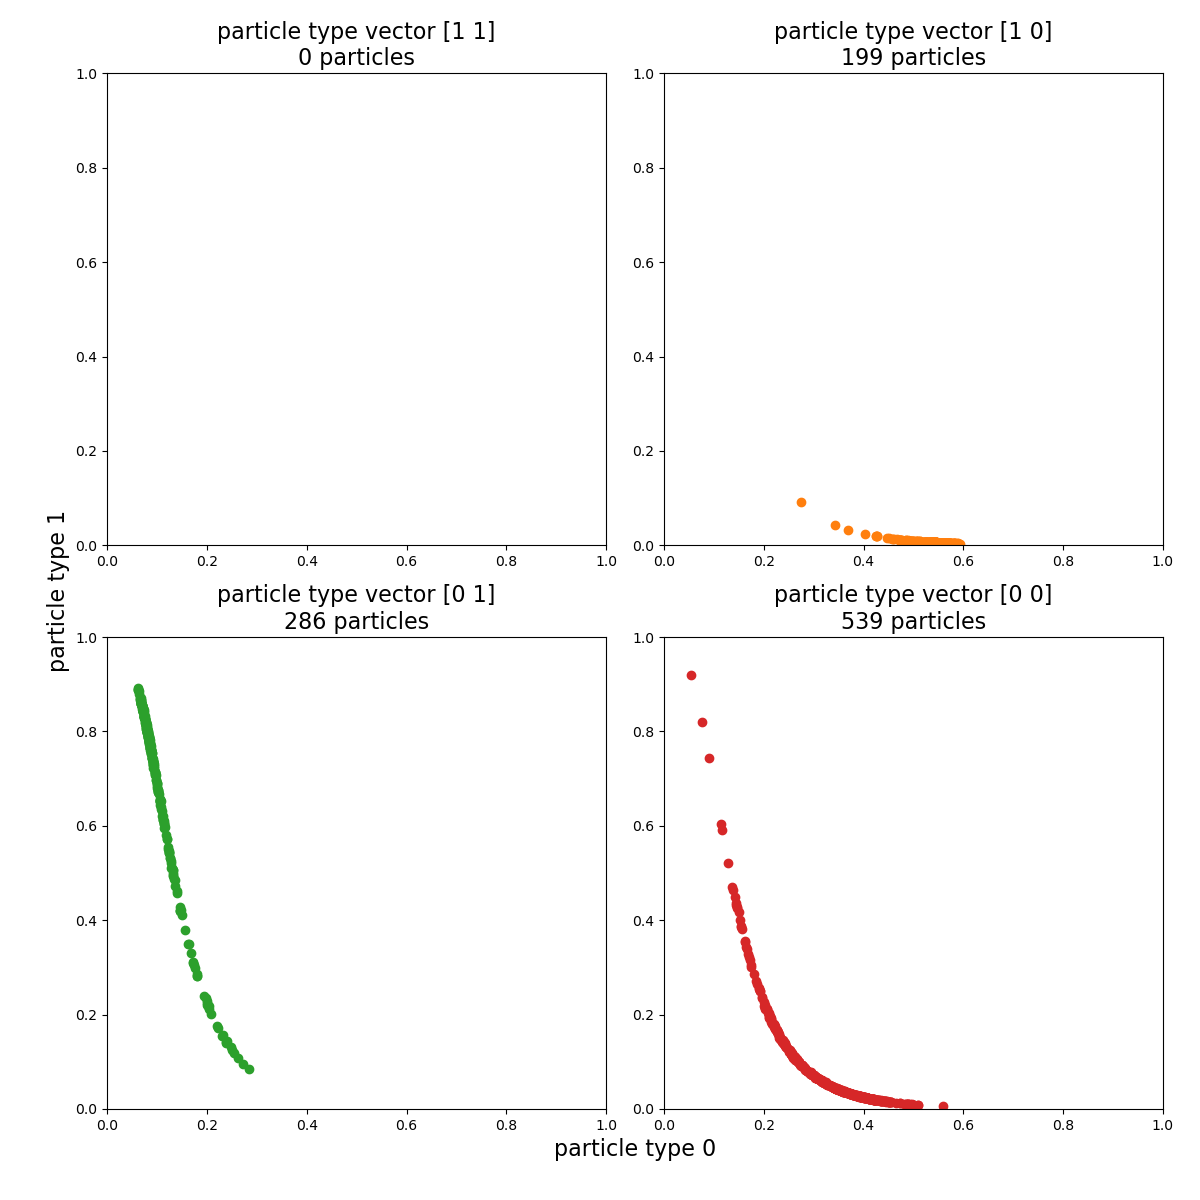 particle type vector [1 1]
0 particles
1.0
0.8
0.6
0.4
0.2
0.0
0.0 0.2 0.4 0.6 0.8 1.0
particle type vector [1 0]
199 particles
1.0
0.8
0.6
0.4
0.2
0.0
0.0 0.2 0.4 0.6 0.8 1.0
particle type 1
particle type vector [0 1]
286 particles
1.0
0.8
0.6
0.4
0.2
0.0
0.0 0.2 0.4 0.6 0.8 1.0
particle type vector [0 0]
539 particles
1.0
0.8
0.6
0.4
0.2
0.0
0.0 0.2 0.4 0.6 0.8 1.0
particle type 0